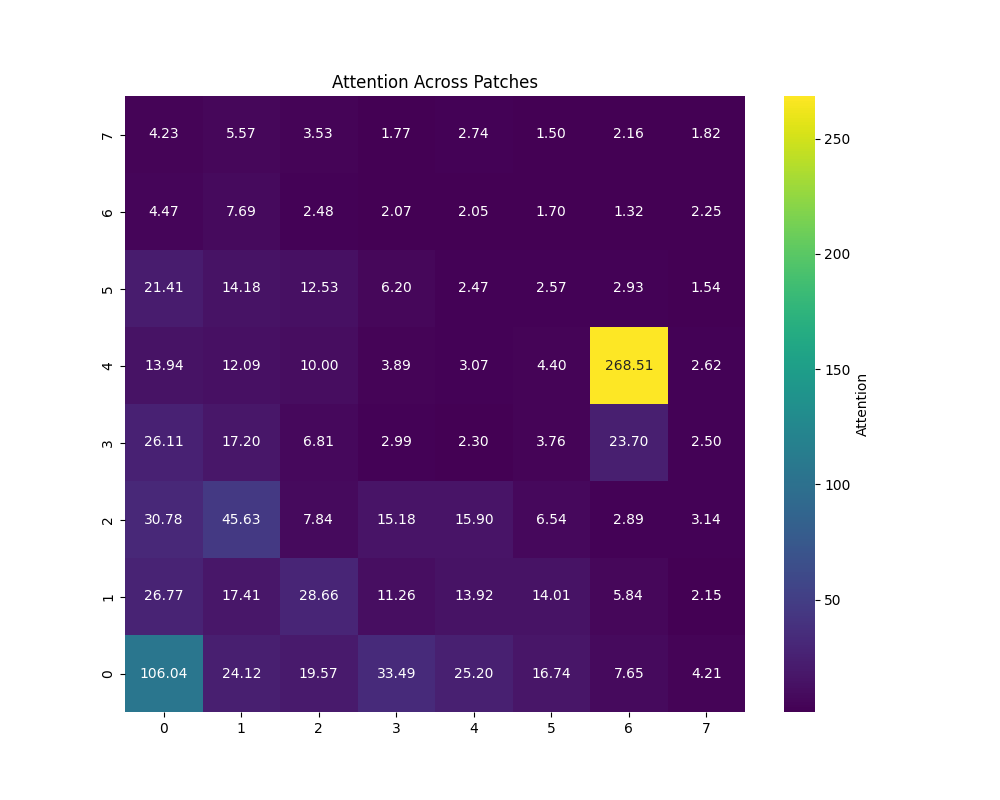 Attention Across Patches
7 4.23 5.57 3.53 1.77 2.74 1.50 2.16 1.82
6 4.47 7.69 2.48 2.07 2.05 1.70 1.32 2.25
5 21.41 14.18 12.53 6.20 2.47 2.57 2.93 1.54
4 13.94 12.09 10.00 3.89 3.07 4.40 268.51 2.62
3 26.11 17.20 6.81 2.99 2.30 3.76 23.70 2.50
2 30.78 45.63 7.84 15.18 15.90 6.54 2.89 3.14
1 26.77 17.41 28.66 11.26 13.92 14.01 5.84 2.15
0 106.04 24.12 19.57 33.49 25.20 16.74 7.65 4.21
0 1 2 3 4 5 6 7
250
200
150
100
50
Attention